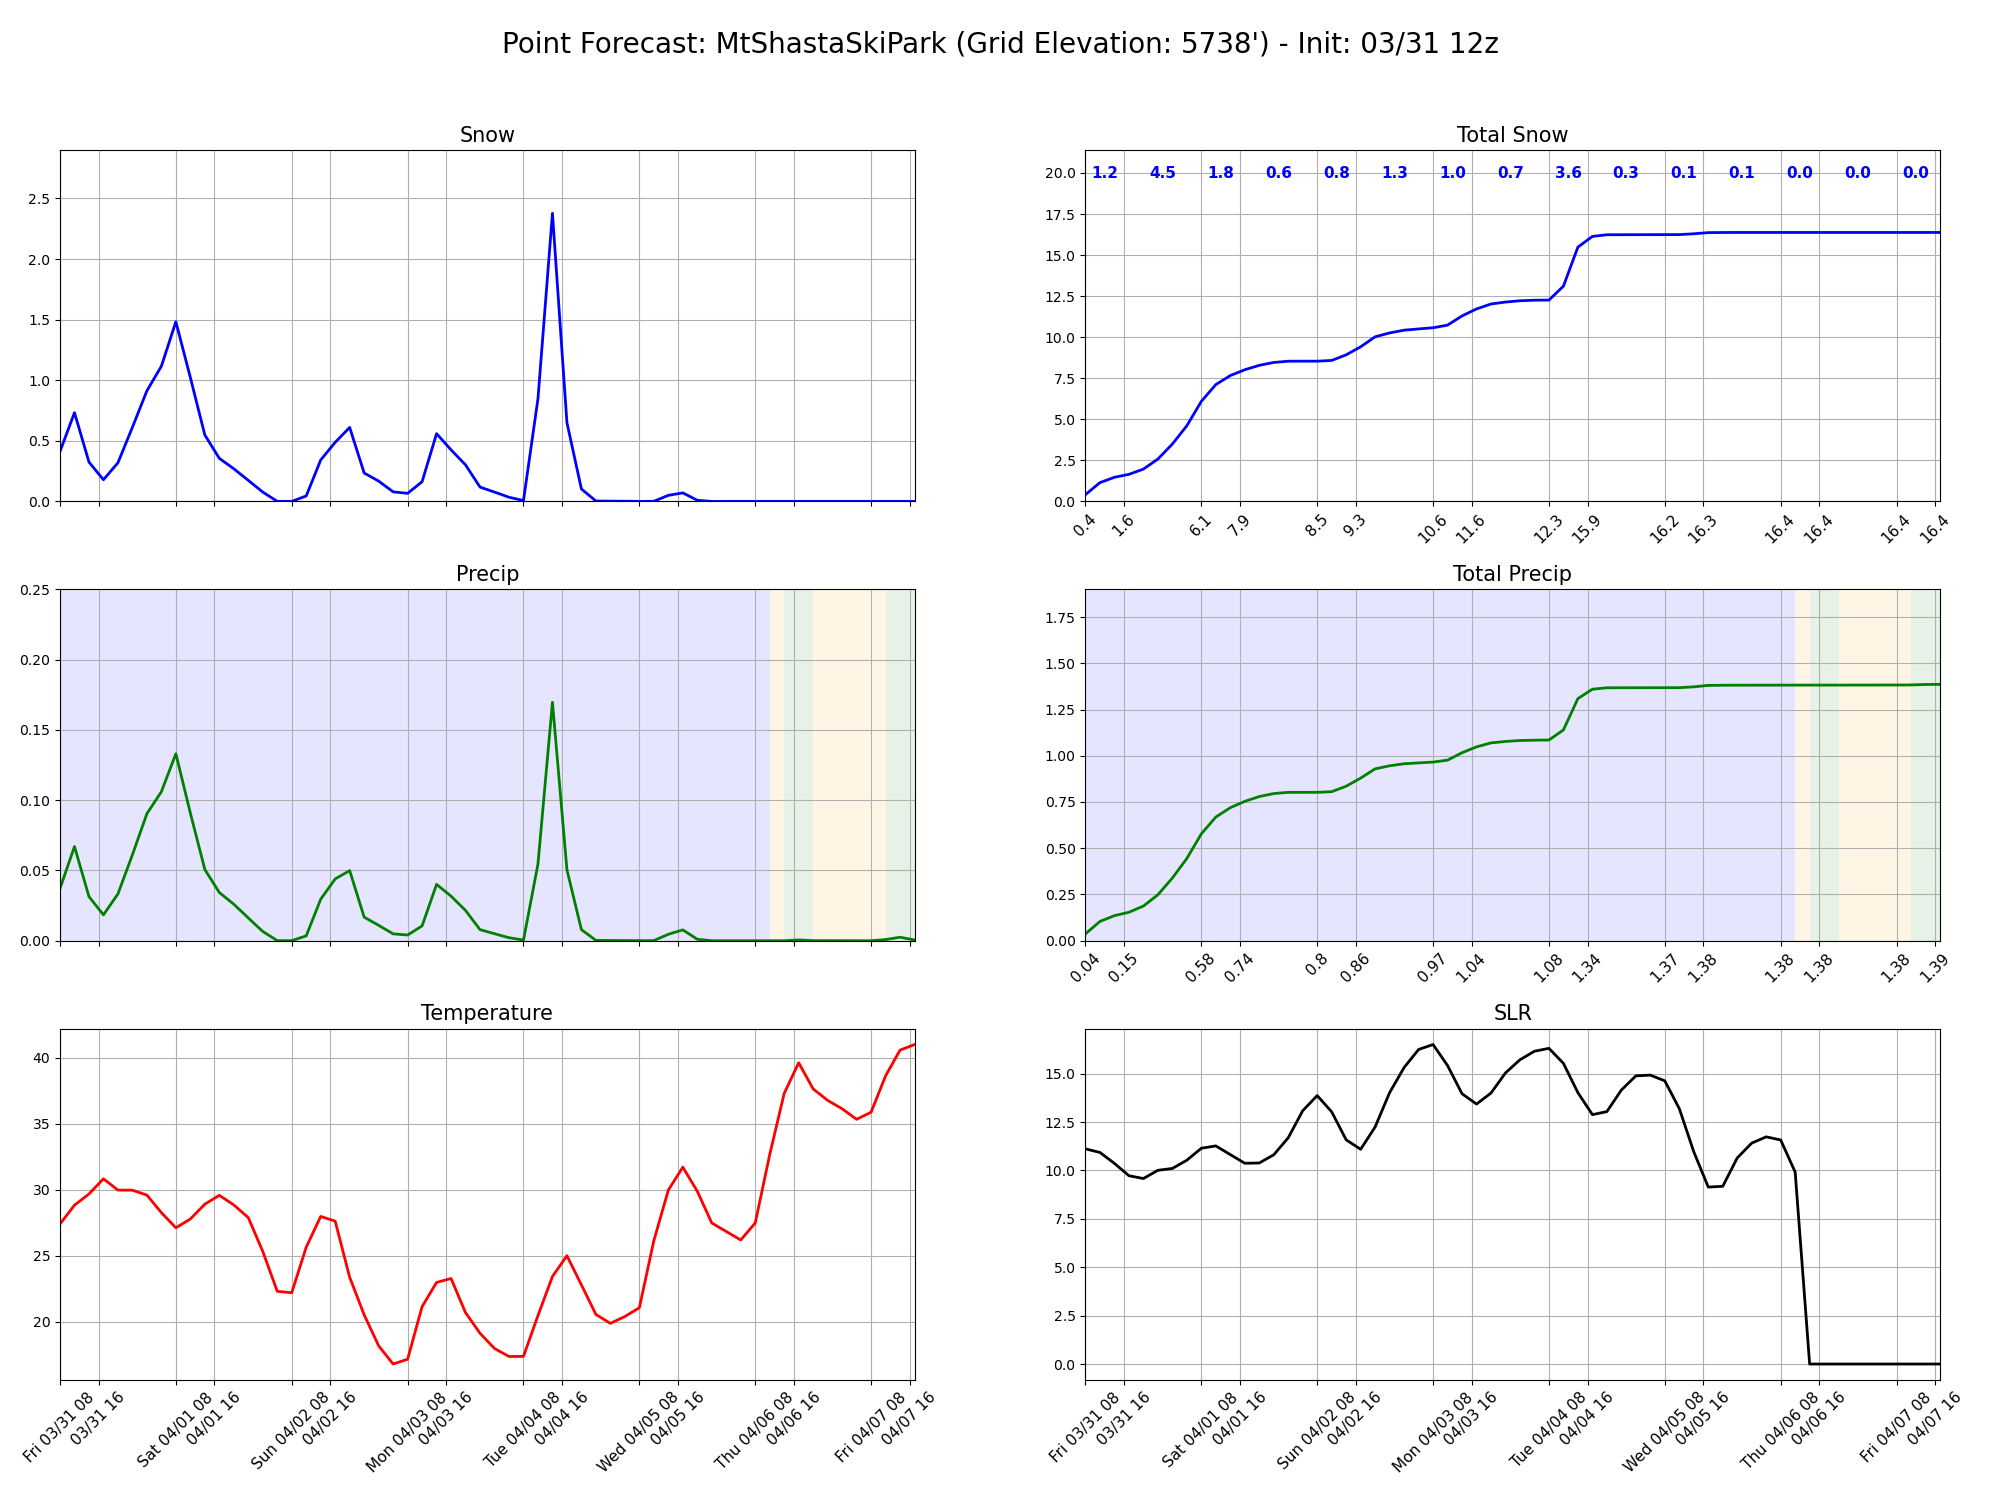 Point Forecast: MtShastaSkiPark (Grid Elevation: 5738') - Init: 03/31 12z
Snow
2.5
2.0
1.5
1.0
0.5
0.0
Total Snow
1.2 4.5 1.8 0.6 0.8 1.3 1.0 0.7 3.6 0.3 0.1 0.1 0.0 0.0 0.0
20.0
17.5
15.0
12.5
10.0
7.5
5.0
2.5
0.0
0.4 1.6 6.1 7.9 8.5 9.3 10.6 11.6 12.3 15.9 16.2 16.3 16.4 16.4 16.4 16.4
Precip
0.25
0.20
0.15
0.10
0.05
0.00
Total Precip
1.75
1.50
1.25
1.00
0.75
0.50
0.25
0.00
0.04 0.15 0.58 0.74 0.8 0.86 0.97 1.04 1.08 1.34 1.37 1.38 1.38 1.38 1.38 1.39
Temperature
40
35
30
25
20
Fri 03/31 08
03/31 16
Sat 04/01 08
04/01 16
Sun 04/02 08
04/02 16
Mon 04/03 08
04/03 16
Tue 04/04 08
04/04 16
Wed 04/05 08
04/05 16
Thu 04/06 08
04/06 16
Fri 04/07 08
04/07 16
SLR
15.0
12.5
10.0
7.5
5.0
2.5
0.0
Fri 03/31 08
03/31 16
Sat 04/01 08
04/01 16
Sun 04/02 08
04/02 16
Mon 04/03 08
04/03 16
Tue 04/04 08
04/04 16
Wed 04/05 08
04/05 16
Thu 04/06 08
04/06 16
Fri 04/07 08
04/07 16